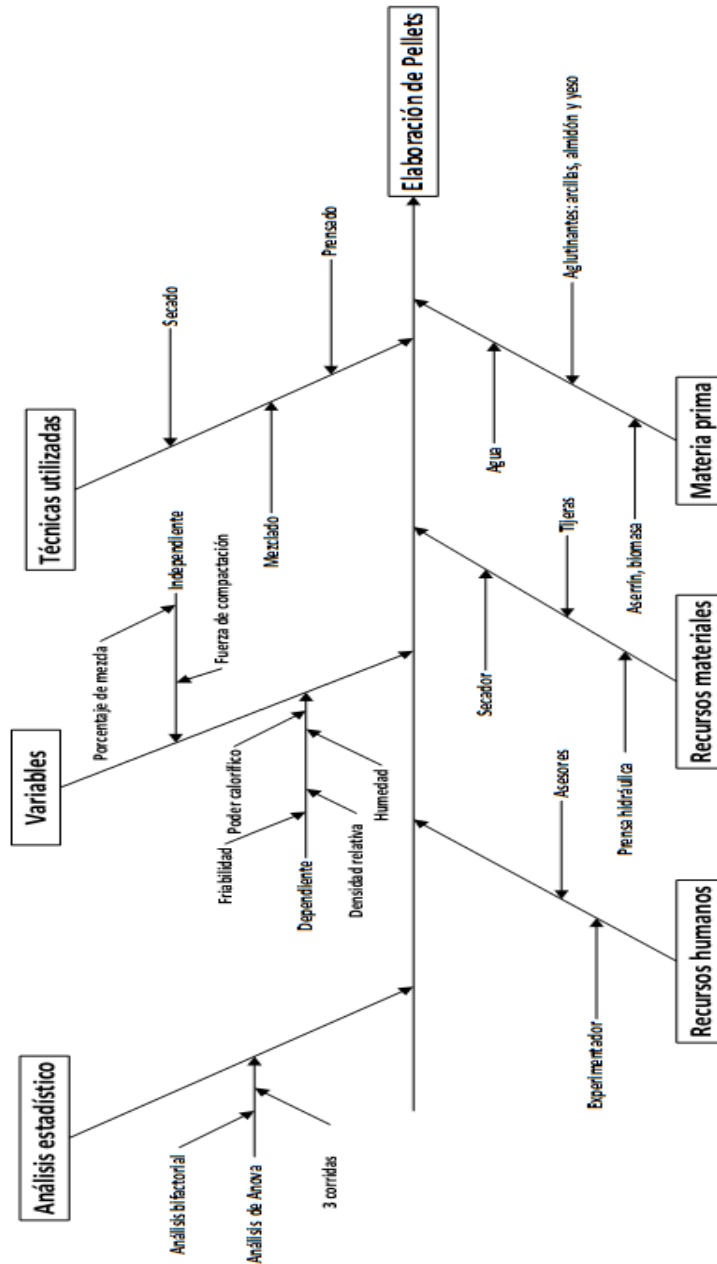 Análisis estadístico
Variables
Técnicas utilizadas
Análisis bifactorial
Análisis de Anova
3 corridas
Porcentaje de mezcla
Independiente
Fuerza de compactación
Friabilidad
Poder calorífico
Dependiente
Densidad relativa
Humedad
Secado
Mezclado
Prensado
Elaboración de Pellets
Experimentador
Asesores
Secador
Prensa hidráulica
Tijeras
Agua
Aserrín, biomasa
Aglutinantes: arcillas, almidón y yeso
Recursos humanos
Recursos materiales
Materia prima